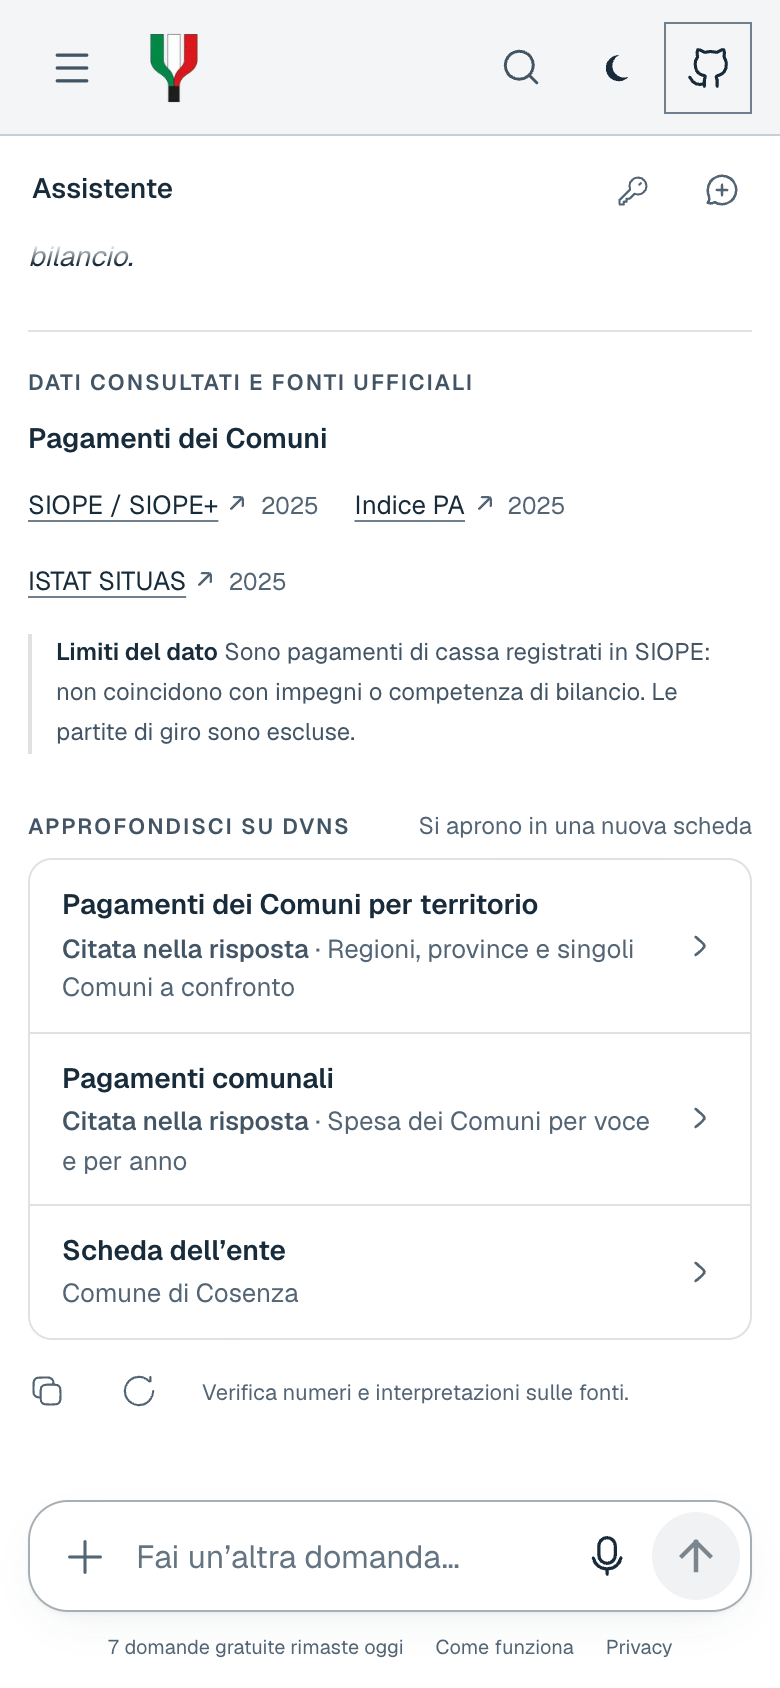 Assistente
bilancio.
DATI CONSULTATI E FONTI UFFICIALI
Pagamenti dei Comuni
SIOPE / SIOPE+ ↗ 2025 Indice PA ↗ 2025
ISTAT SITUAS ↗ 2025
Limiti del dato Sono pagamenti di cassa registrati in SIOPE:
non coincidono con impegni o competenza di bilancio. Le
partite di giro sono escluse.
APPROFONDISCI SU DVNS Si aprono in una nuova scheda
Pagamenti dei Comuni per territorio
Citata nella risposta · Regioni, province e singoli
Comuni a confronto
Pagamenti comunali
Citata nella risposta · Spesa dei Comuni per voce
e per anno
Scheda dell’ente
Comune di Cosenza
Verifica numeri e interpretazioni sulle fonti.
Fai un’altra domanda...
7 domande gratuite rimaste oggi Come funziona Privacy